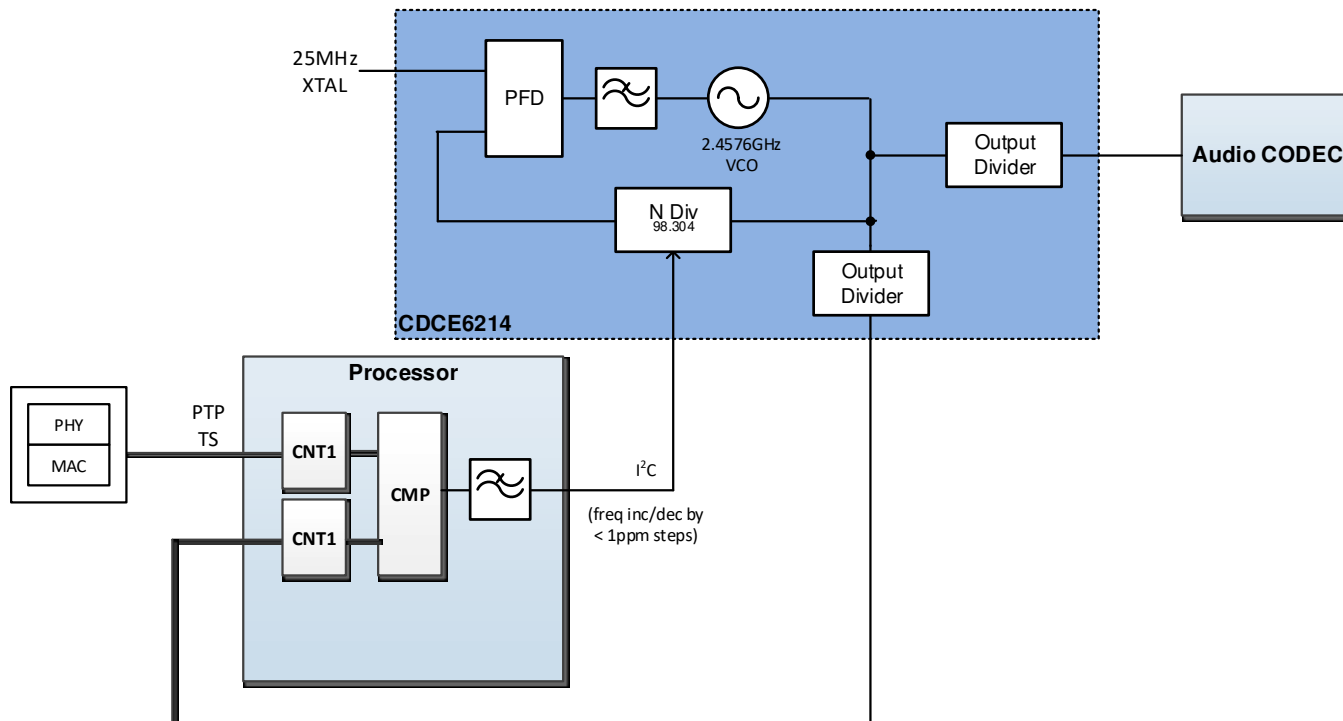 25MHz
XTAL
PFD
2.4576GHz
VCO
Output
Divider
Audio CODEC
N Div
98.304
Output
Divider
CDCE6214
Processor
PHY
MAC
PTP
TS
CNT1
CMP
CNT1
I²C
(freq inc/dec by
< 1ppm steps)